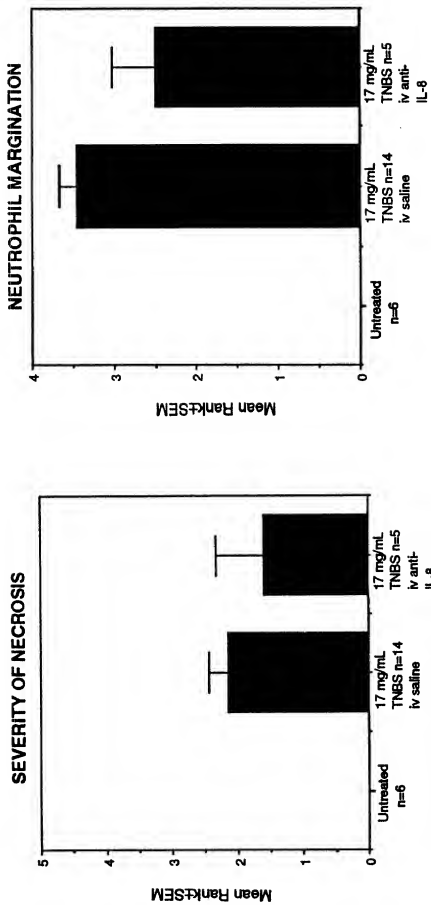 SEVERITY OF NECROSIS
5
4
3
2
1
0
Mean Rank±SEM
Untreated
n=6
17 mg/mL
TNBS n=14
iv saline
17 mg/mL
TNBS n=5
iv anti-
IL-8
NEUTROPHIL MARGINATION
4
3
2
1
0
Mean Rank±SEM
Untreated
n=6
17 mg/mL
TNBS n=14
iv saline
17 mg/mL
TNBS n=5
iv anti-
IL-8